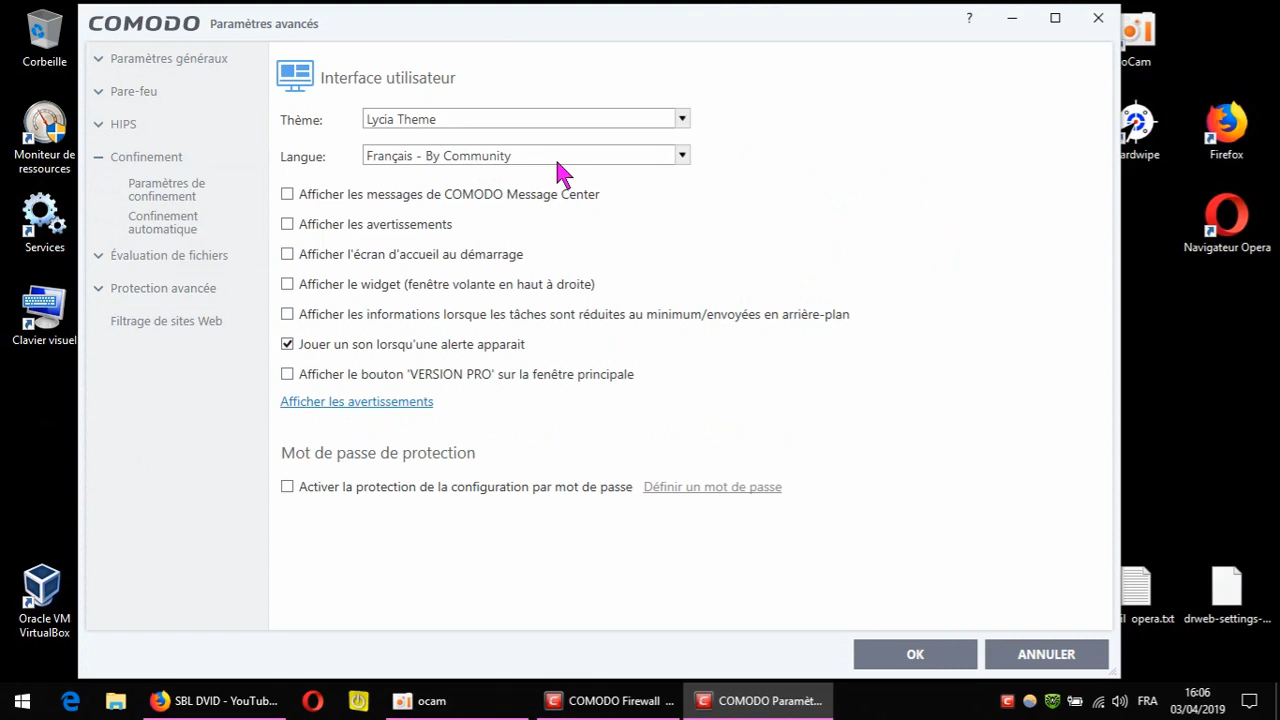 COMODO Paramètres avancés
?
Corbeille
Moniteur de
ressources
Services
Clavier visuel
Oracle VM
VirtualBox
Paramètres généraux
Pare-feu
HIPS
Confinement
Paramètres de
confinement
Confinement
automatique
Évaluation de fichiers
Protection avancée
Filtrage de sites Web
Interface utilisateur
Thème: Lycia Theme
Langue: Français - By Community
Afficher les messages de COMODO Message Center
Afficher les avertissements
Afficher l'écran d'accueil au démarrage
Afficher le widget (fenêtre volante en haut à droite)
Afficher les informations lorsque les tâches sont réduites au minimum/envoyées en arrière-plan
Jouer un son lorsqu'une alerte apparait
Afficher le bouton 'VERSION PRO' sur la fenêtre principale
Afficher les avertissements
Mot de passe de protection
Activer la protection de la configuration par mot de passe Définir un mot de passe
OK ANNULER
oCam
ardwipe
Firefox
Navigateur Opera
il opera.txt
drweb-settings-...
SBL DVID - YouTub...
ocam
COMODO Firewall ...
COMODO Paramèt...
FRA
16:06
03/04/2019